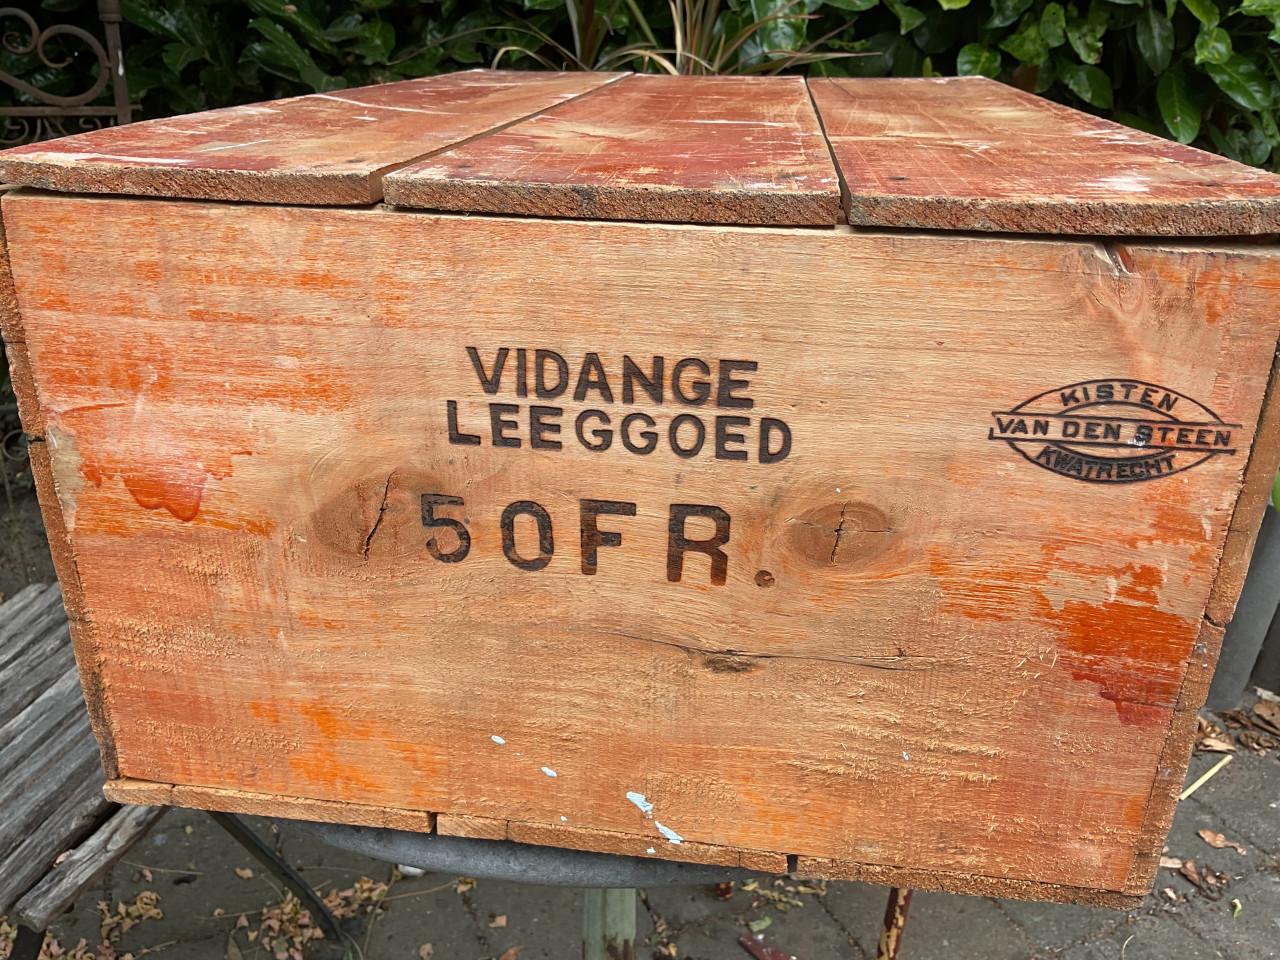 VIDANGE
LEEGGOED
50FR.
KISTEN
VAN DEN STEEN
KWATRECHT